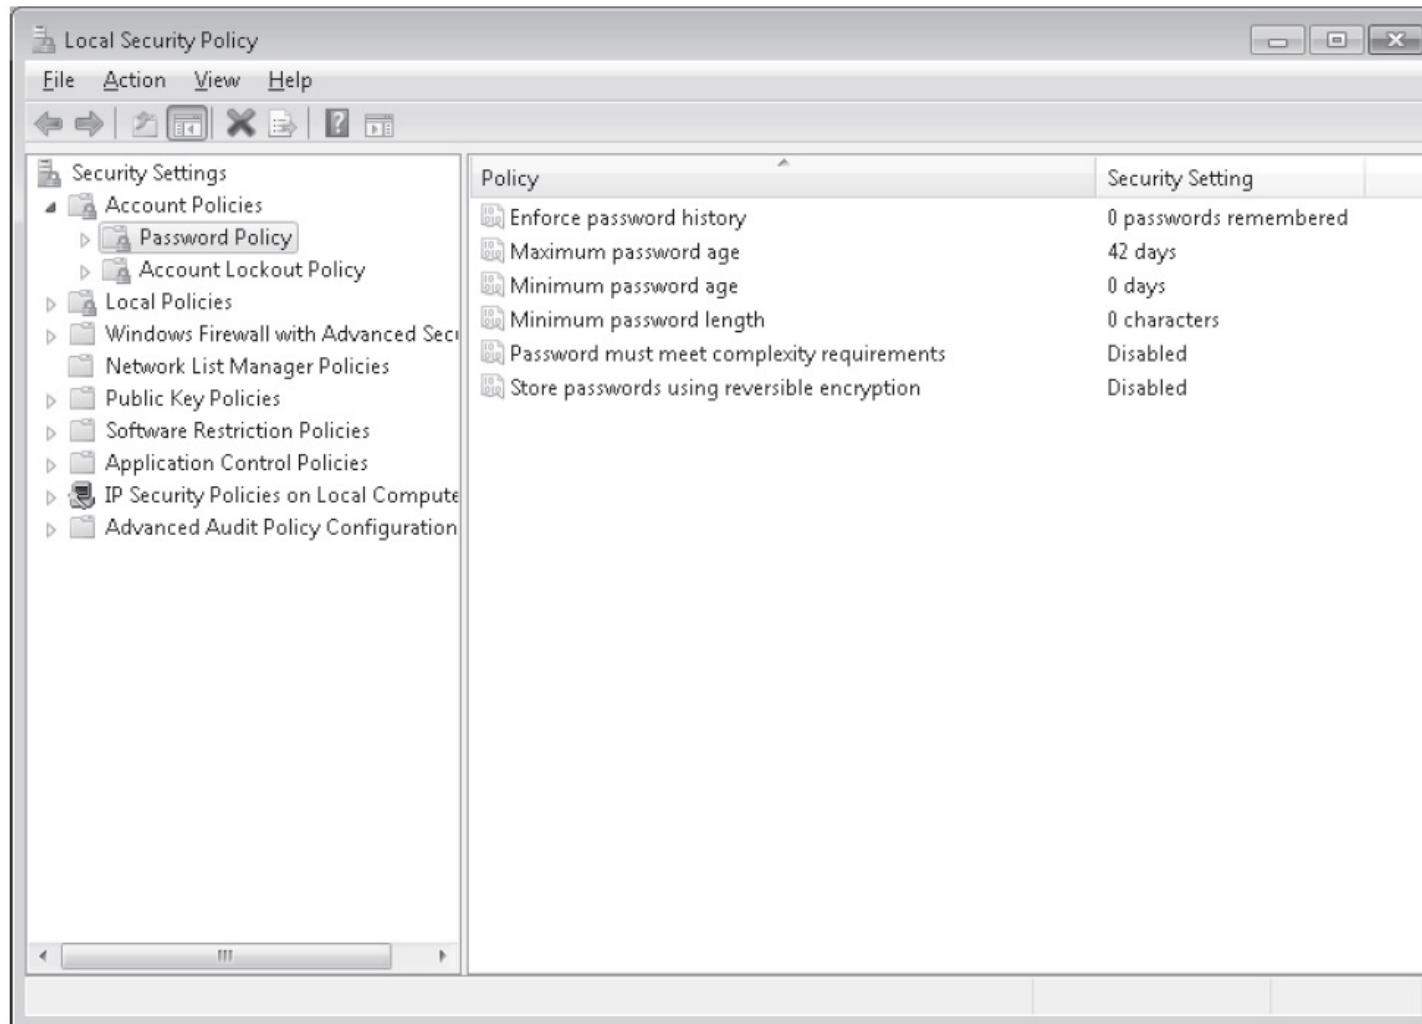 Local Security Policy
File Action View Help
Security Settings
Account Policies
Password Policy
Account Lockout Policy
Local Policies
Windows Firewall with Advanced Secu
Network List Manager Policies
Public Key Policies
Software Restriction Policies
Application Control Policies
IP Security Policies on Local Compute
Advanced Audit Policy Configuration
Policy Security Setting
Enforce password history 0 passwords remembered
Maximum password age 42 days
Minimum password age 0 days
Minimum password length 0 characters
Password must meet complexity requirements Disabled
Store passwords using reversible encryption Disabled